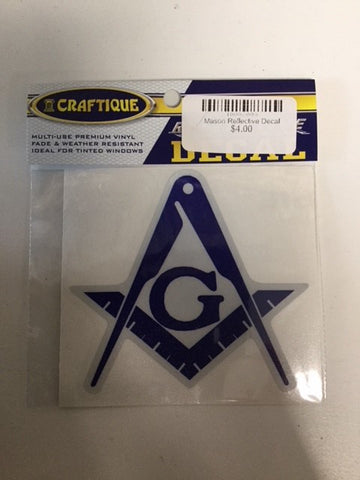 CRAFTIQUE
MULTI-USE PREMIUM VINYL
FADE & WEATHER RESISTANT
IDEAL FOR TINTED WINDOWS
Mason Reflective Decal
$4.00
DECAL
G